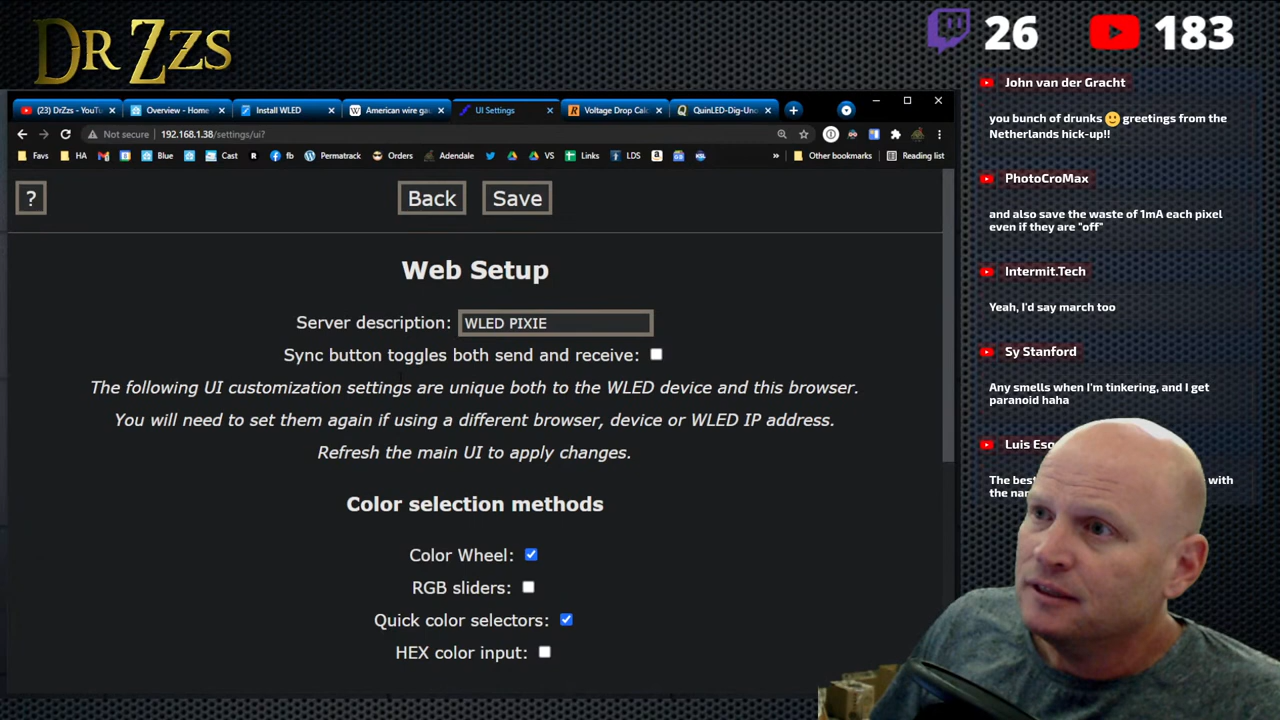 DR ZZS
26
183
(23) DrZzs - YouTu
Overview - Home
Install WLED
American wire gau
UI Settings
Voltage Drop Calc
QuinLED-Dig-Uno
Not secure
192.168.1.38/settings/ui?
Favs
HA
Blue
Cast
fb
Permatrack
Orders
Adendale
VS
Links
LDS
Other bookmarks
Reading list
?
Back
Save
Web Setup
Server description: WLED PIXIE
Sync button toggles both send and receive:
The following UI customization settings are unique both to the WLED device and this browser.
You will need to set them again if using a different browser, device or WLED IP address.
Refresh the main UI to apply changes.
Color selection methods
Color Wheel:
RGB sliders:
Quick color selectors:
HEX color input:
John van der Gracht
you bunch of drunks greetings from the
Netherlands hick-up!!
PhotoCroMax
and also save the waste of 1mA each pixel
even if they are "off"
Intermit.Tech
Yeah, I'd say march too
Sy Stanford
Any smells when I'm tinkering, and I get
paranoid haha
Luis
The best with
the